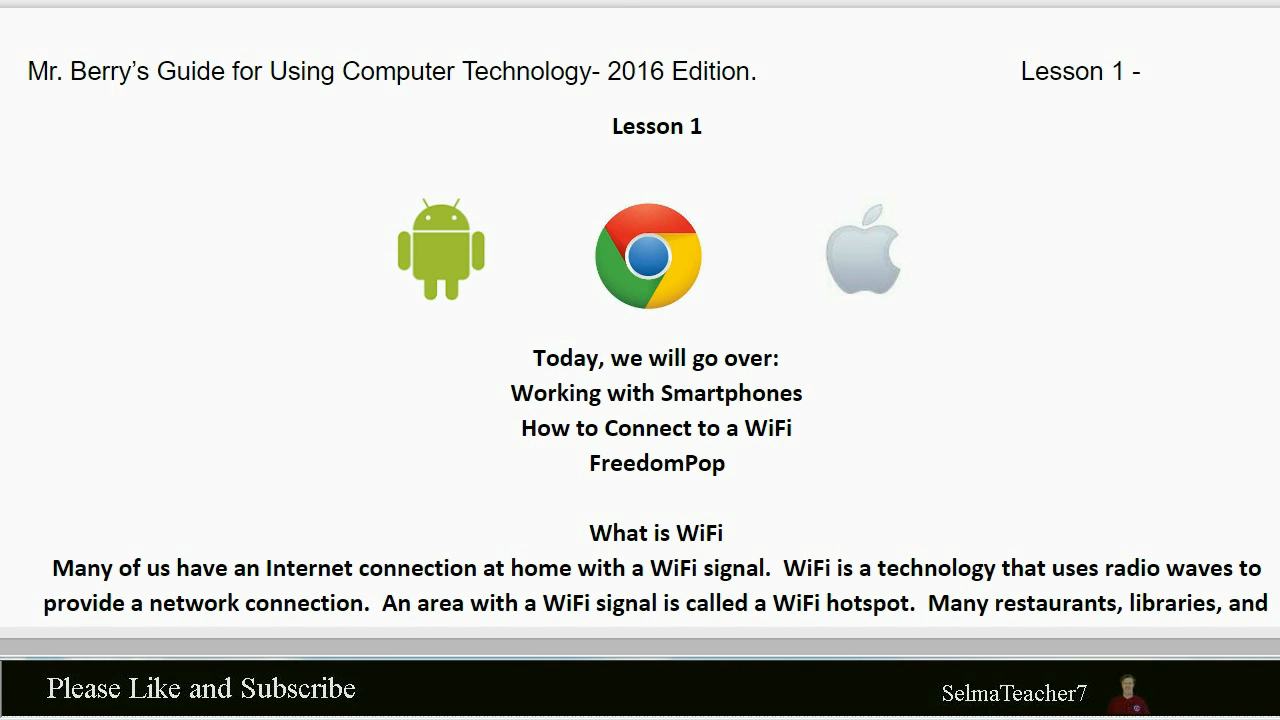 Mr. Berry’s Guide for Using Computer Technology- 2016 Edition. Lesson 1 -
Lesson 1
Today, we will go over:
Working with Smartphones
How to Connect to a WiFi
FreedomPop
What is WiFi
Many of us have an Internet connection at home with a WiFi signal.  WiFi is a technology that uses radio waves to
provide a network connection.  An area with a WiFi signal is called a WiFi hotspot.  Many restaurants, libraries, and
Please Like and Subscribe
SelmaTeacher7